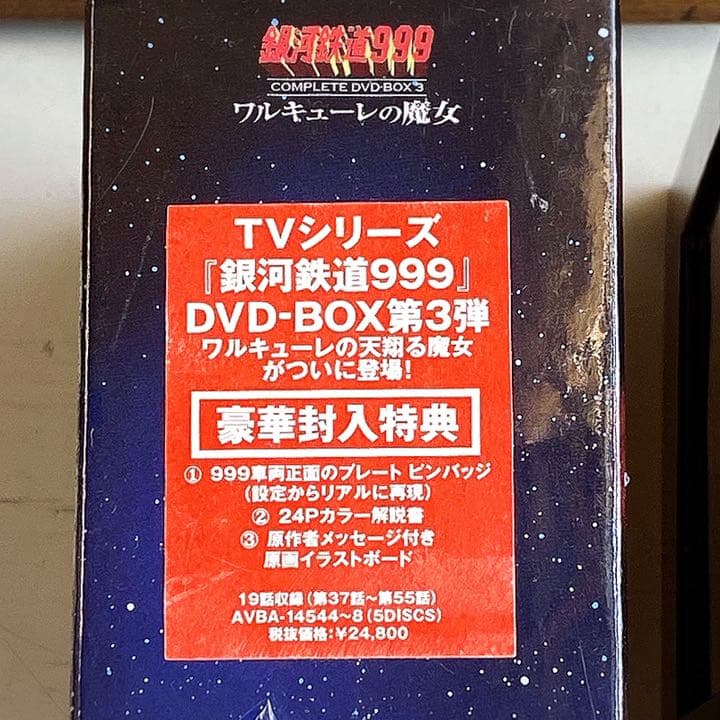 銀河鉄道999
COMPLETE DVD-BOX 3
ワルキューレの魔女
TVシリーズ
『銀河鉄道999』
DVD-BOX第3弾
ワルキューレの天翔る魔女
がついに登場!
豪華封入特典
① 999車両正面のプレート ピンバッジ
(設定からリアルに再現)
② 24Pカラー解説書
③ 原作者メッセージ付き
原画イラストボード
19話収録(第37話~第55話)
AVBA-14544~8(5DISCS)
税抜価格:¥24,800